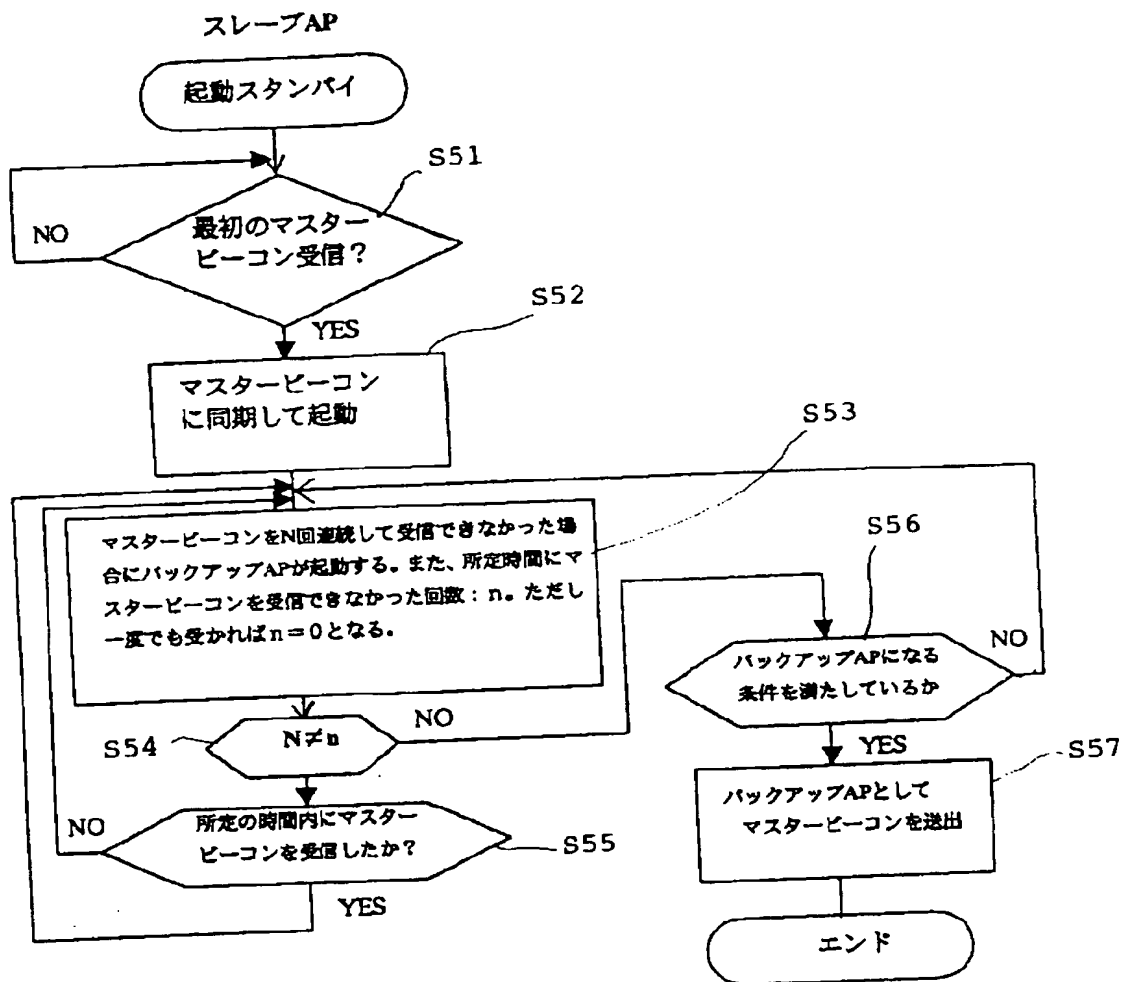 スレーブAP
起動スタンバイ
S51
NO
最初のマスター
ビーコン受信？
YES
S52
マスタービーコン
に同期して起動
S53
マスタービーコンをN回連続して受信できなかった場
合にバックアップAPが起動する。また、所定時間にマ
スタービーコンを受信できなかった回数：n。ただし
一度でも受かればn＝0となる。
S56
バックアップAPになる
条件を満たしているか
NO
S54
N≠n
NO
YES
S57
バックアップAPとして
マスタービーコンを送出
NO
所定の時間内にマスター
ビーコンを受信したか？
S55
YES
エンド